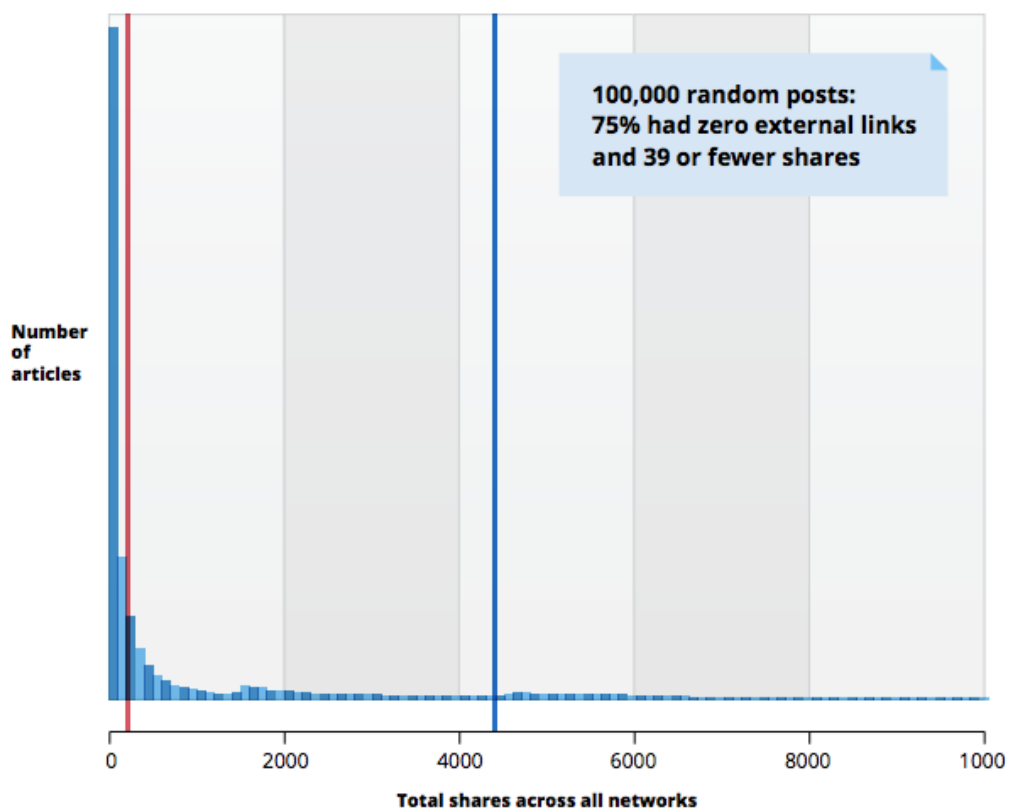 100,000 random posts:
75% had zero external links
and 39 or fewer shares
Number
of
articles
0
2000
4000
6000
8000
1000
Total shares across all networks